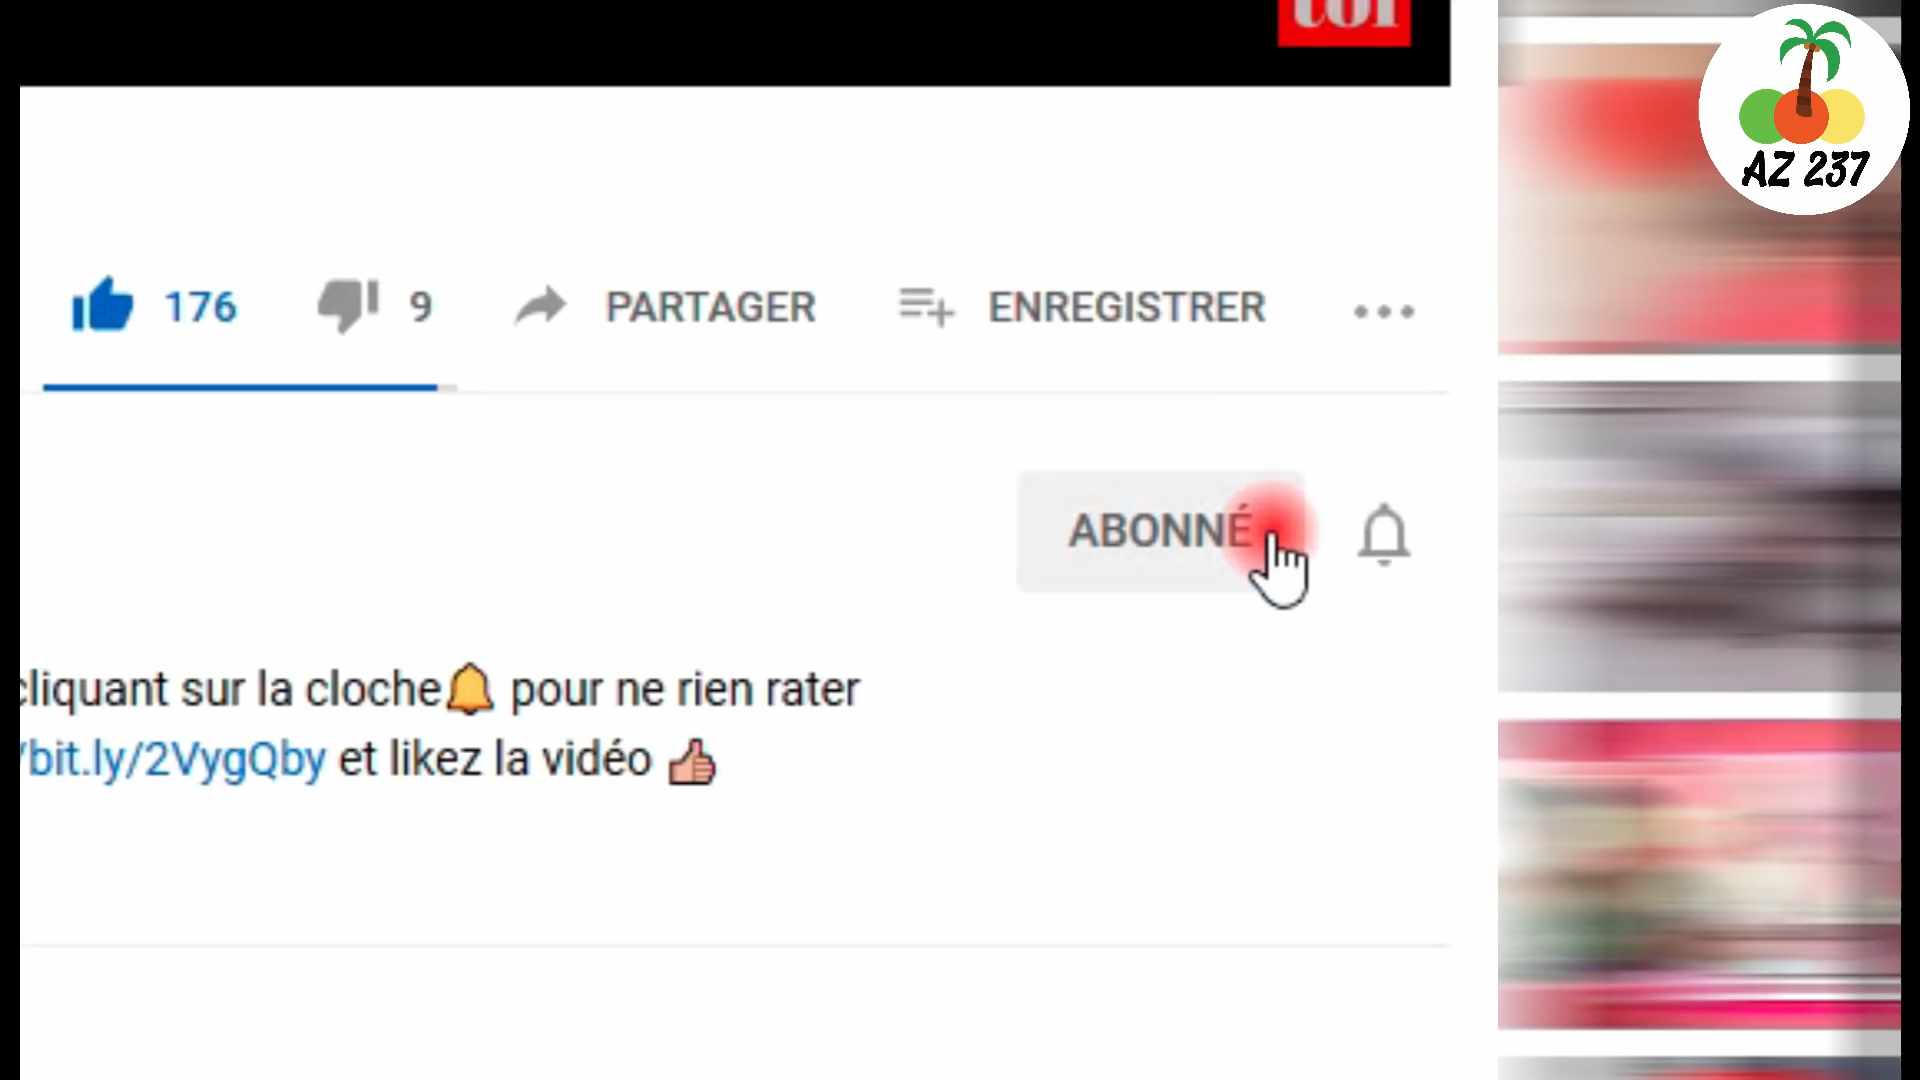 toi
AZ 237
176 9 PARTAGER ENREGISTRER
ABONNÉ
cliquant sur la cloche🔔 pour ne rien rater
/bit.ly/2VygQby et likez la vidéo 👍